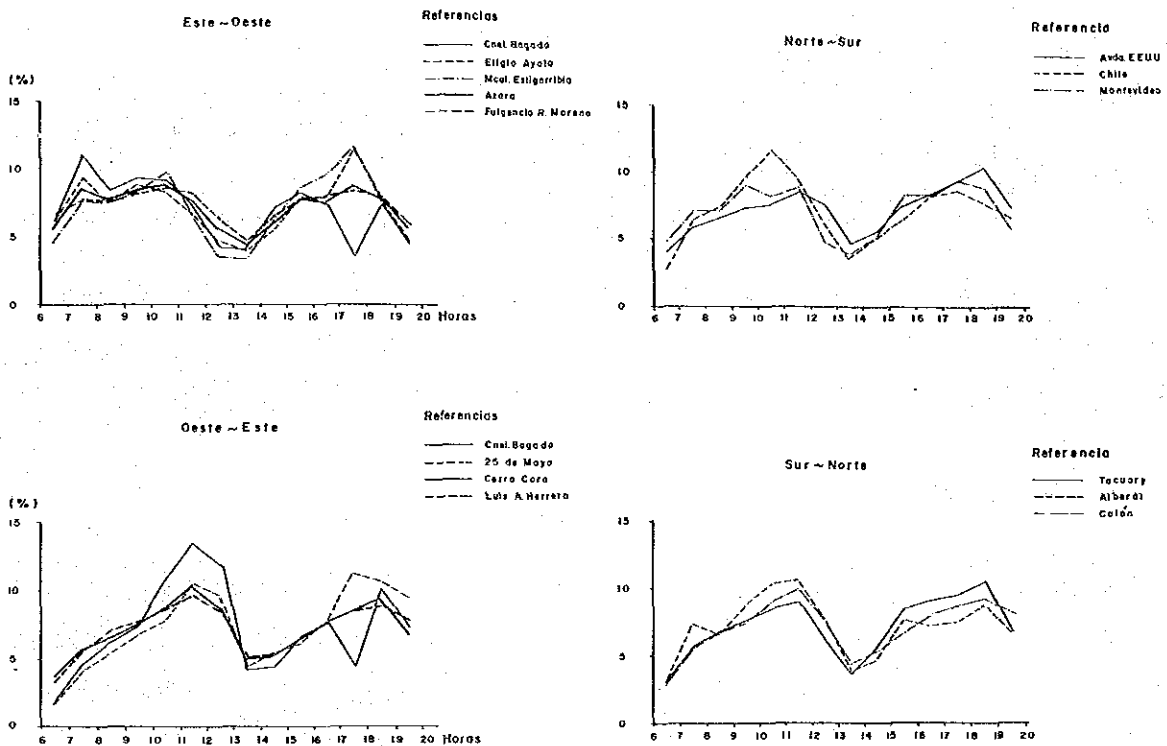 Este ~ Oeste
Referencias
Cnal. Bogado
Eligio Ayala
Mcal. Estigarribia
Azara
Fulgencio R. Moreno
(%)
15
10
5
0
6 7 8 9 10 11 12 13 14 15 16 17 18 19 20 Horas
Norte ~ Sur
Referencia
Avda. EEUU
Chile
Montevideo
15
10
5
0
6 7 8 9 10 11 12 13 14 15 16 17 18 19 20
Oeste ~ Este
Referencias
Cnal. Bogado
25 de Mayo
Cerro Cora
Luis A. Herrera
(%)
15
10
5
0
6 7 8 9 10 11 12 13 14 15 16 17 18 19 20 Horas
Sur ~ Norte
Referencia
Tacuary
Alberdi
Colón
15
10
5
0
6 7 8 9 10 11 12 13 14 15 16 17 18 19 20